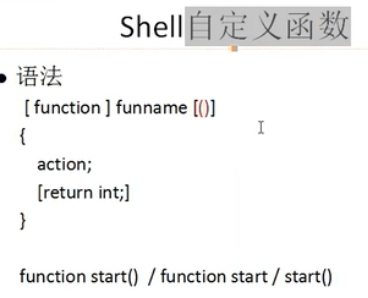 Shell自定义函数
• 语法
[ function ] funname [()]
{
action;
[return int;]
}
function start() / function start / start()